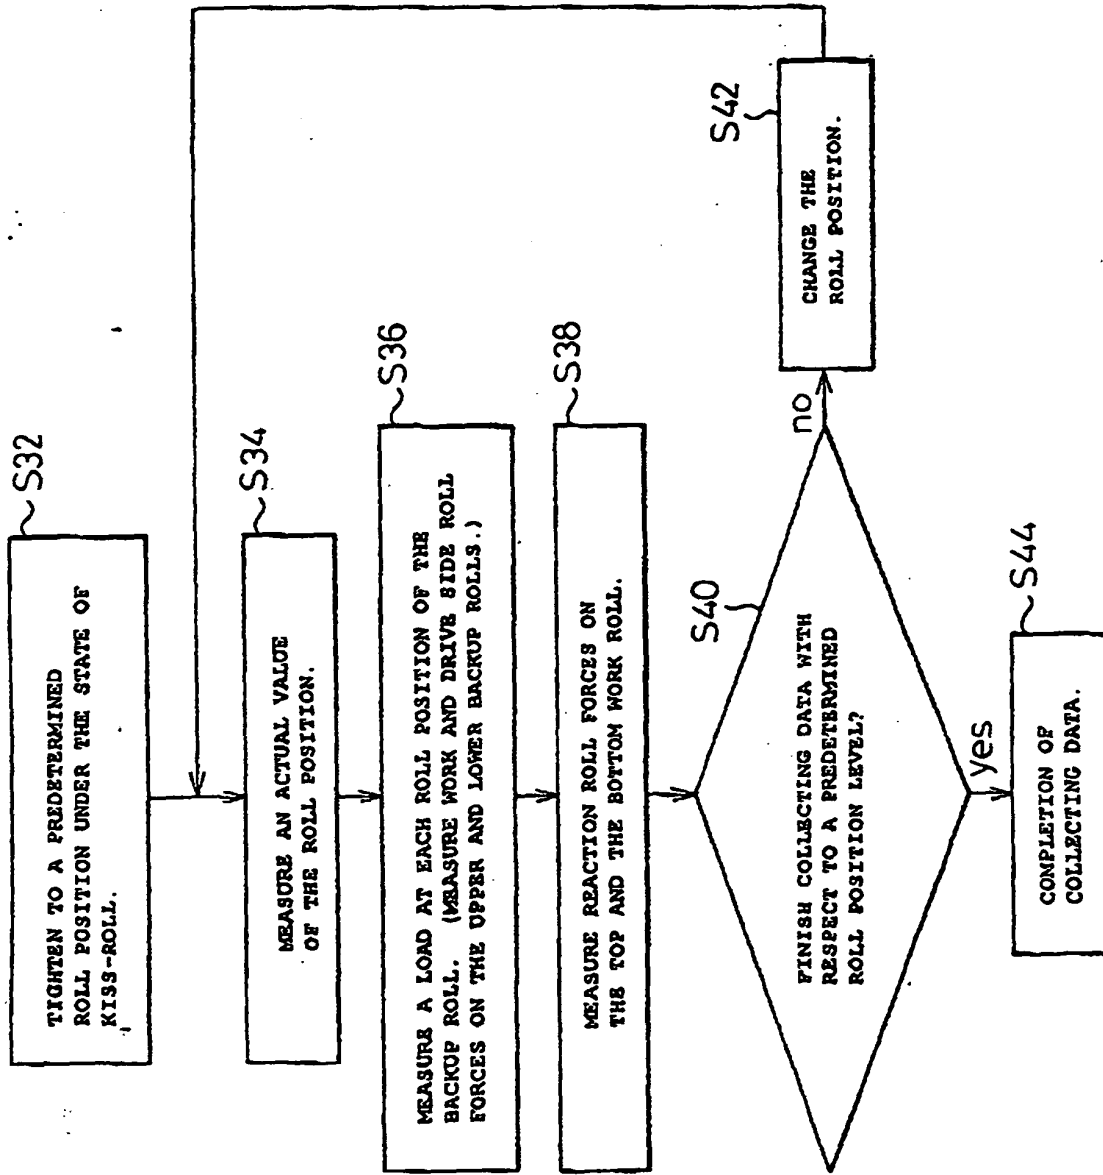 S32
TIGHTEN TO A PREDETERMINED
ROLL POSITION UNDER THE STATE OF
KISS-ROLL.
S34
MEASURE AN ACTUAL VALUE
OF THE ROLL POSITION.
S36
MEASURE A LOAD AT EACH ROLL POSITION OF THE
BACKUP ROLL. (MEASURE WORK AND DRIVE SIDE ROLL
FORCES ON THE UPPER AND LOWER BACKUP ROLLS.)
S38
MEASURE REACTION ROLL FORCES ON
THE TOP AND THE BOTTOM WORK ROLL.
S40
FINISH COLLECTING DATA WITH
RESPECT TO A PREDETERMINED
ROLL POSITION LEVEL?
no
S42
CHANGE THE
ROLL POSITION.
yes
S44
COMPLETION OF
COLLECTING DATA.